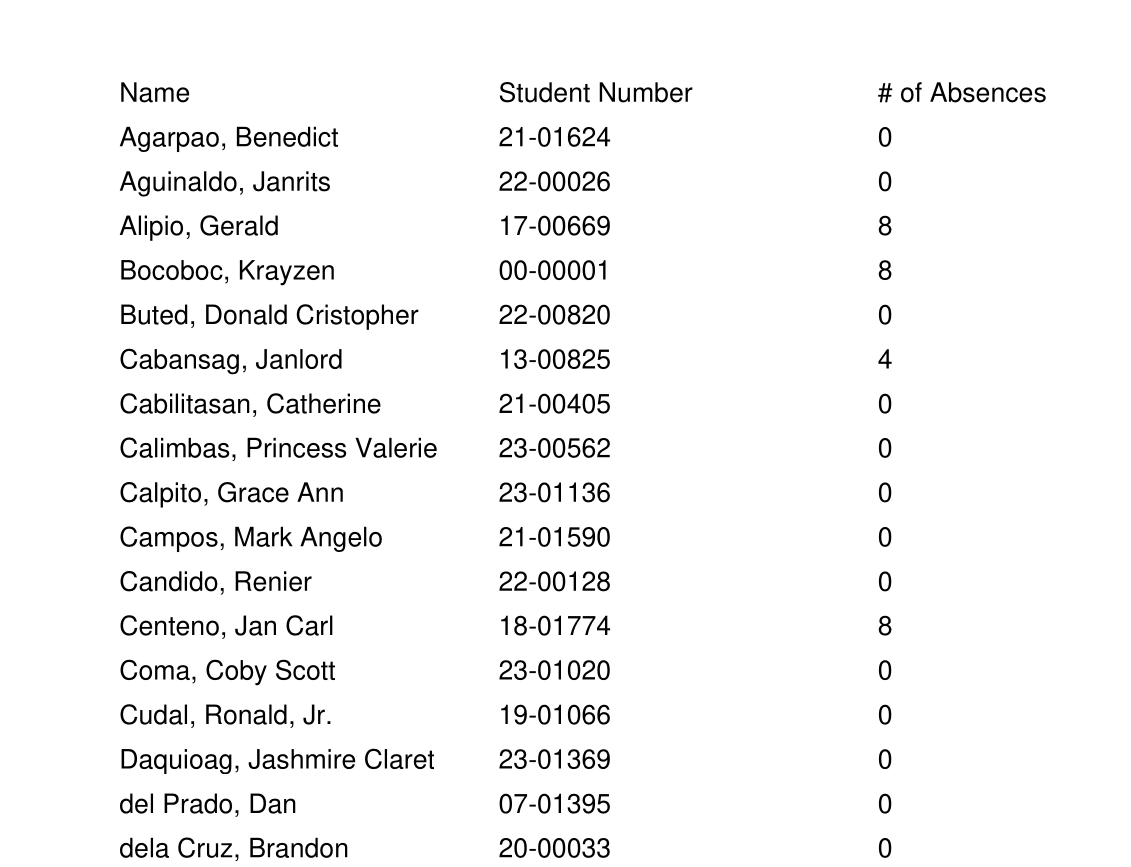 Name Student Number # of Absences
Agarpao, Benedict 21-01624 0
Aguinaldo, Janrits 22-00026 0
Alipio, Gerald 17-00669 8
Bocoboc, Krayzen 00-00001 8
Buted, Donald Cristopher 22-00820 0
Cabansag, Janlord 13-00825 4
Cabilitasan, Catherine 21-00405 0
Calimbas, Princess Valerie 23-00562 0
Calpito, Grace Ann 23-01136 0
Campos, Mark Angelo 21-01590 0
Candido, Renier 22-00128 0
Centeno, Jan Carl 18-01774 8
Coma, Coby Scott 23-01020 0
Cudal, Ronald, Jr. 19-01066 0
Daquioag, Jashmire Claret 23-01369 0
del Prado, Dan 07-01395 0
dela Cruz, Brandon 20-00033 0